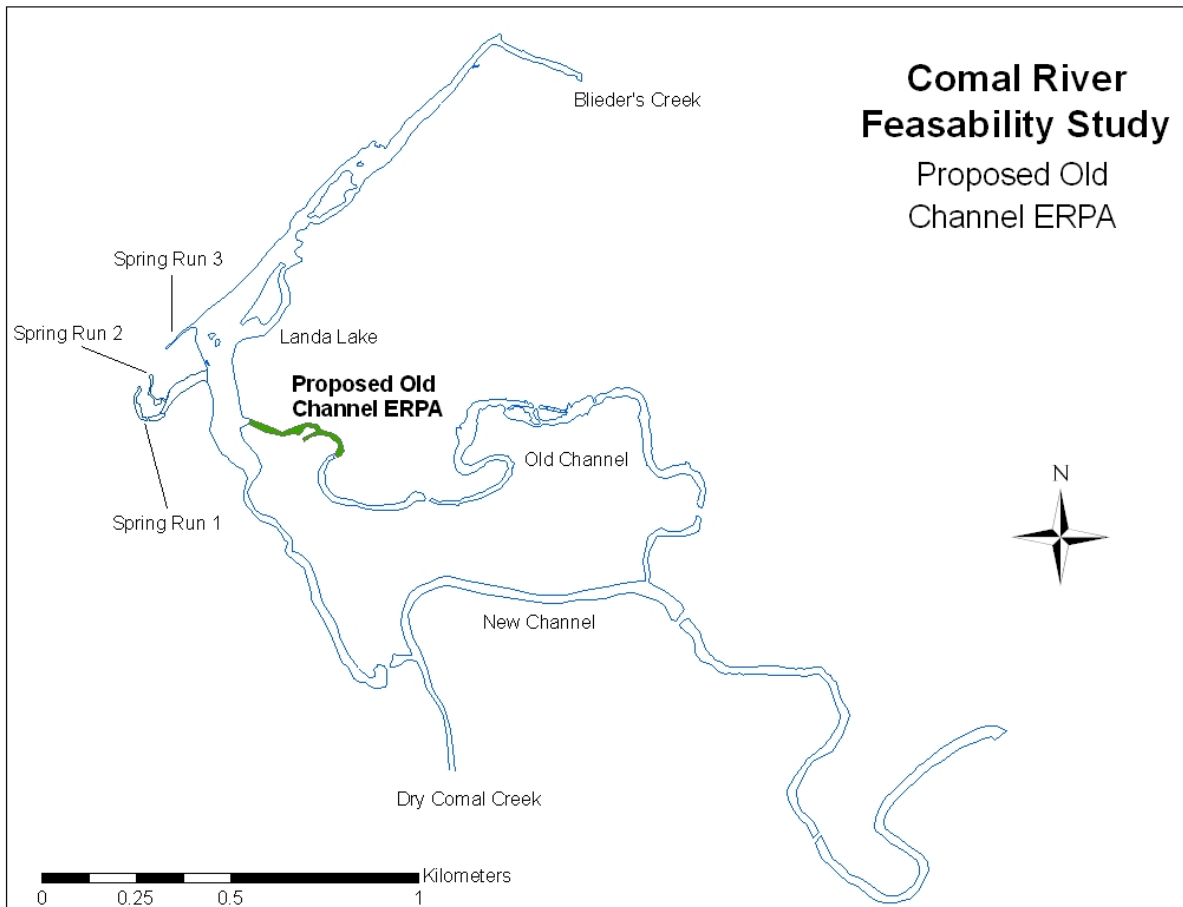 Comal River
Feasability Study
Proposed Old
Channel ERPA
Blieder's Creek
Spring Run 3
Spring Run 2
Landa Lake
Proposed Old
Channel ERPA
Old Channel
Spring Run 1
N
New Channel
Dry Comal Creek
Kilometers
0 0.25 0.5 1